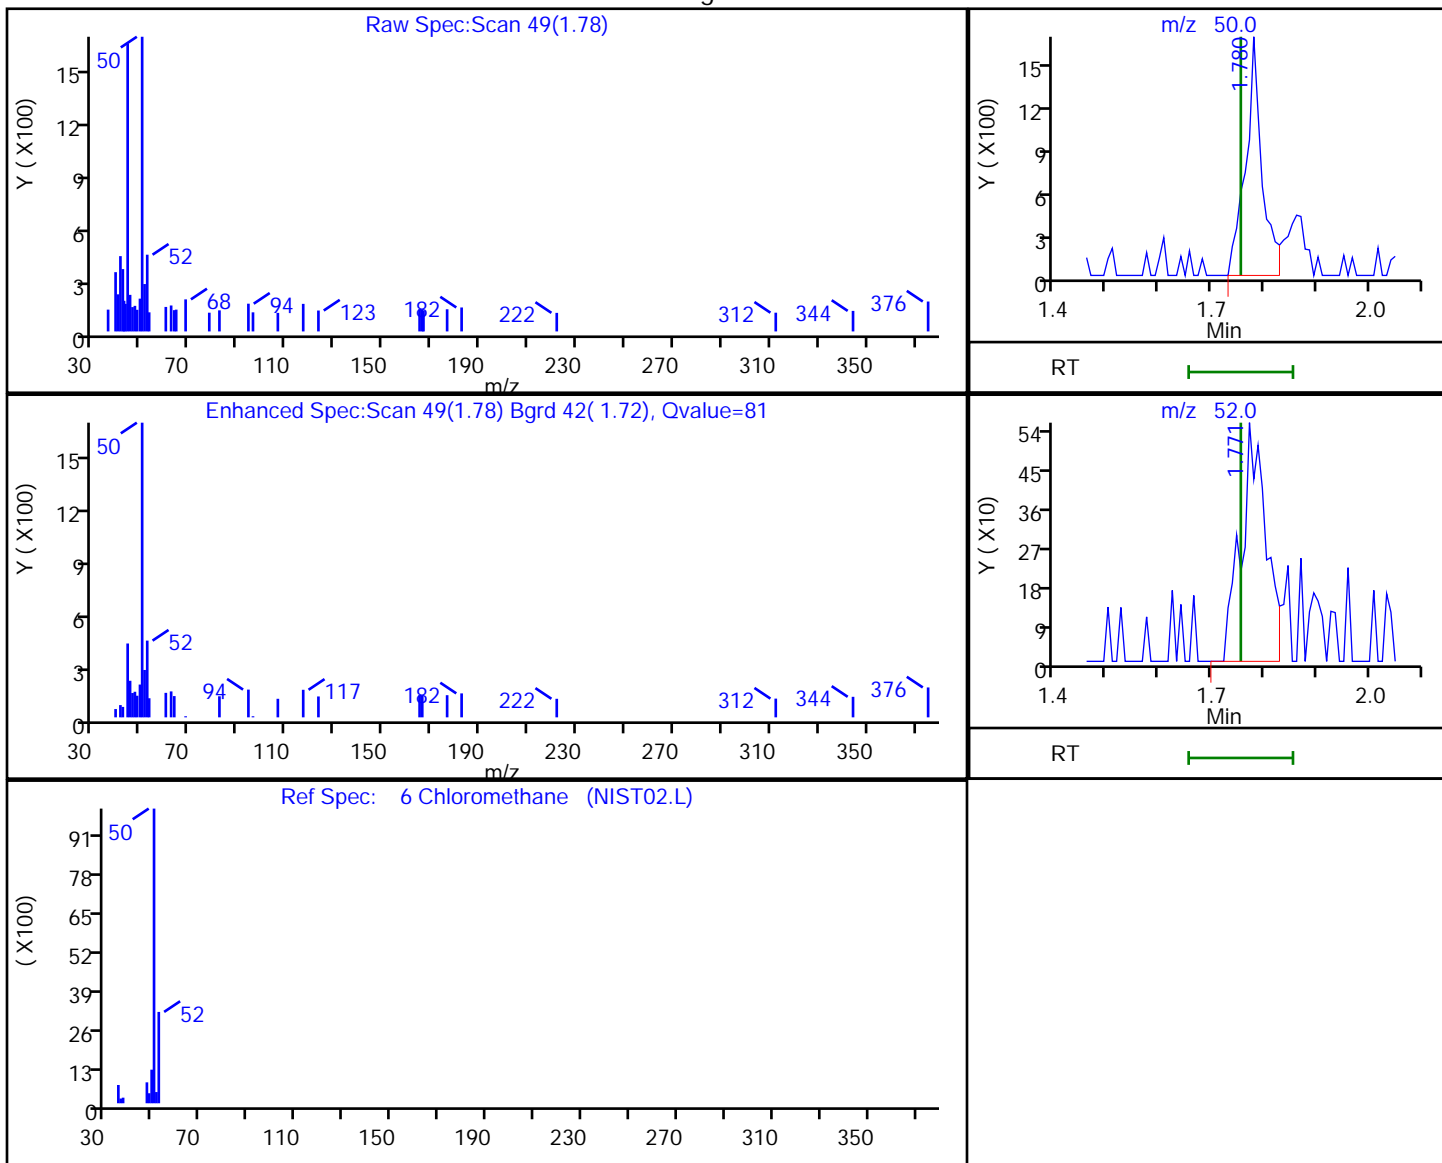 Raw Spec:Scan 49(1.78)
Y ( X100)
15
12
9
6
3
0
50
52
68
94
123
182
222
312
344
376
30 70 110 150 190 230 270 310 350
m/z
m/z 50.0
Y ( X100)
15
12
9
6
3
0
1.780
1.4 1.7 2.0
Min
RT
Enhanced Spec:Scan 49(1.78) Bgrd 42( 1.72), Qvalue=81
Y ( X100)
15
12
9
6
3
0
50
52
94
117
182
222
312
344
376
30 70 110 150 190 230 270 310 350
m/z
m/z 52.0
Y ( X10)
54
45
36
27
18
9
0
1.771
1.4 1.7 2.0
Min
RT
Ref Spec: 6 Chloromethane (NIST02.L)
( X100)
91
78
65
52
39
26
13
0
50
52
30 70 110 150 190 230 270 310 350